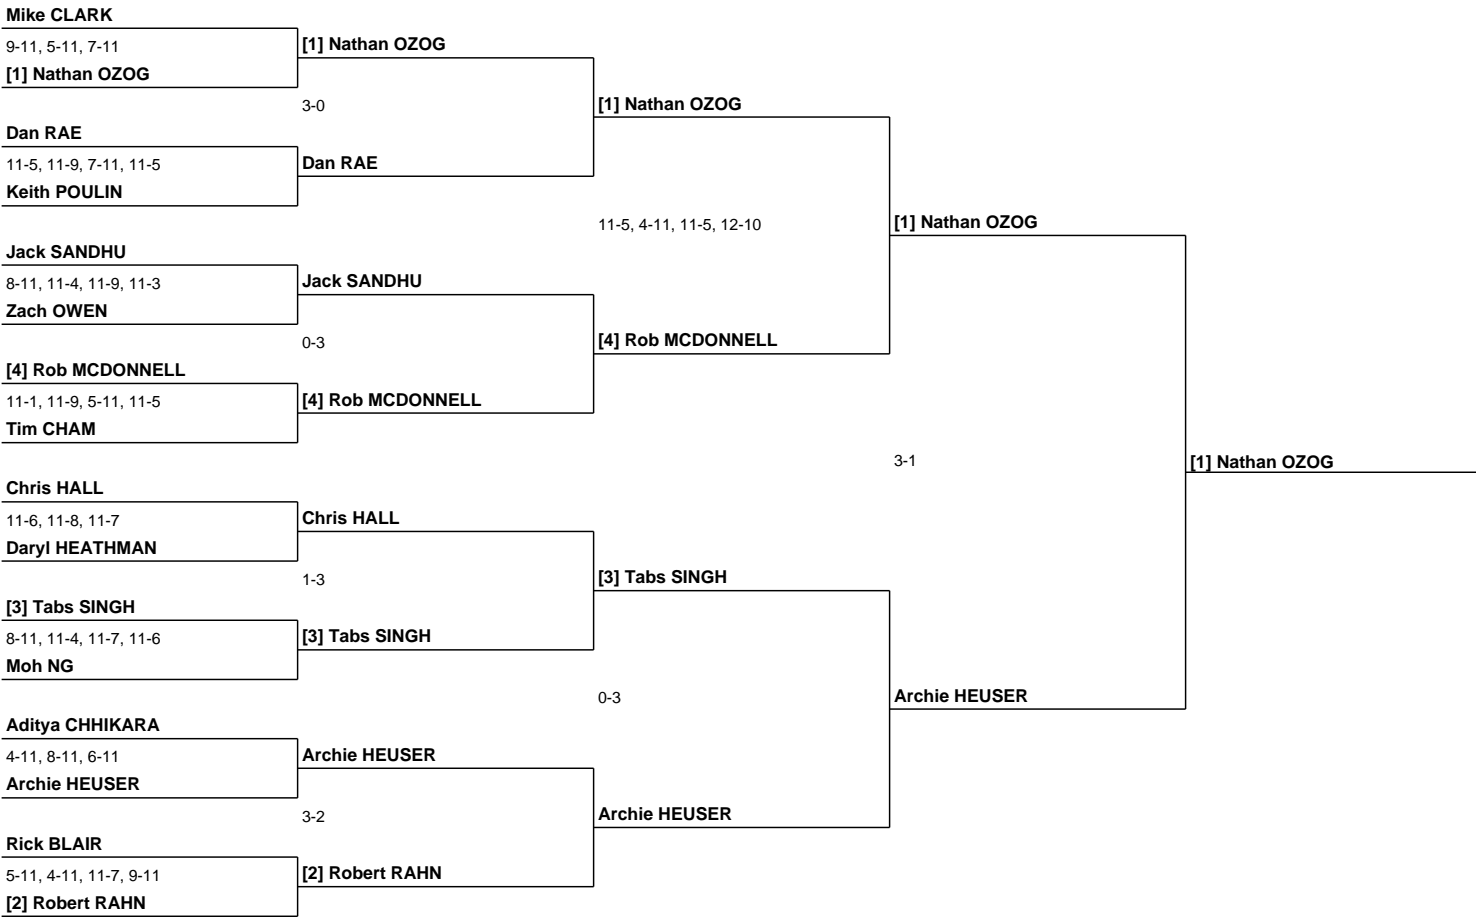 Mike CLARK
9-11, 5-11, 7-11
[1] Nathan OZOG
[1] Nathan OZOG
3-0
[1] Nathan OZOG
Dan RAE
11-5, 11-9, 7-11, 11-5
Dan RAE
Keith POULIN
11-5, 4-11, 11-5, 12-10
[1] Nathan OZOG
Jack SANDHU
8-11, 11-4, 11-9, 11-3
Jack SANDHU
Zach OWEN
0-3
[4] Rob MCDONNELL
[4] Rob MCDONNELL
11-1, 11-9, 5-11, 11-5
[4] Rob MCDONNELL
Tim CHAM
3-1
[1] Nathan OZOG
Chris HALL
11-6, 11-8, 11-7
Chris HALL
Daryl HEATHMAN
1-3
[3] Tabs SINGH
[3] Tabs SINGH
8-11, 11-4, 11-7, 11-6
[3] Tabs SINGH
Moh NG
0-3
Archie HEUSER
Aditya CHHIKARA
4-11, 8-11, 6-11
Archie HEUSER
Archie HEUSER
3-2
Archie HEUSER
Rick BLAIR
5-11, 4-11, 11-7, 9-11
[2] Robert RAHN
[2] Robert RAHN